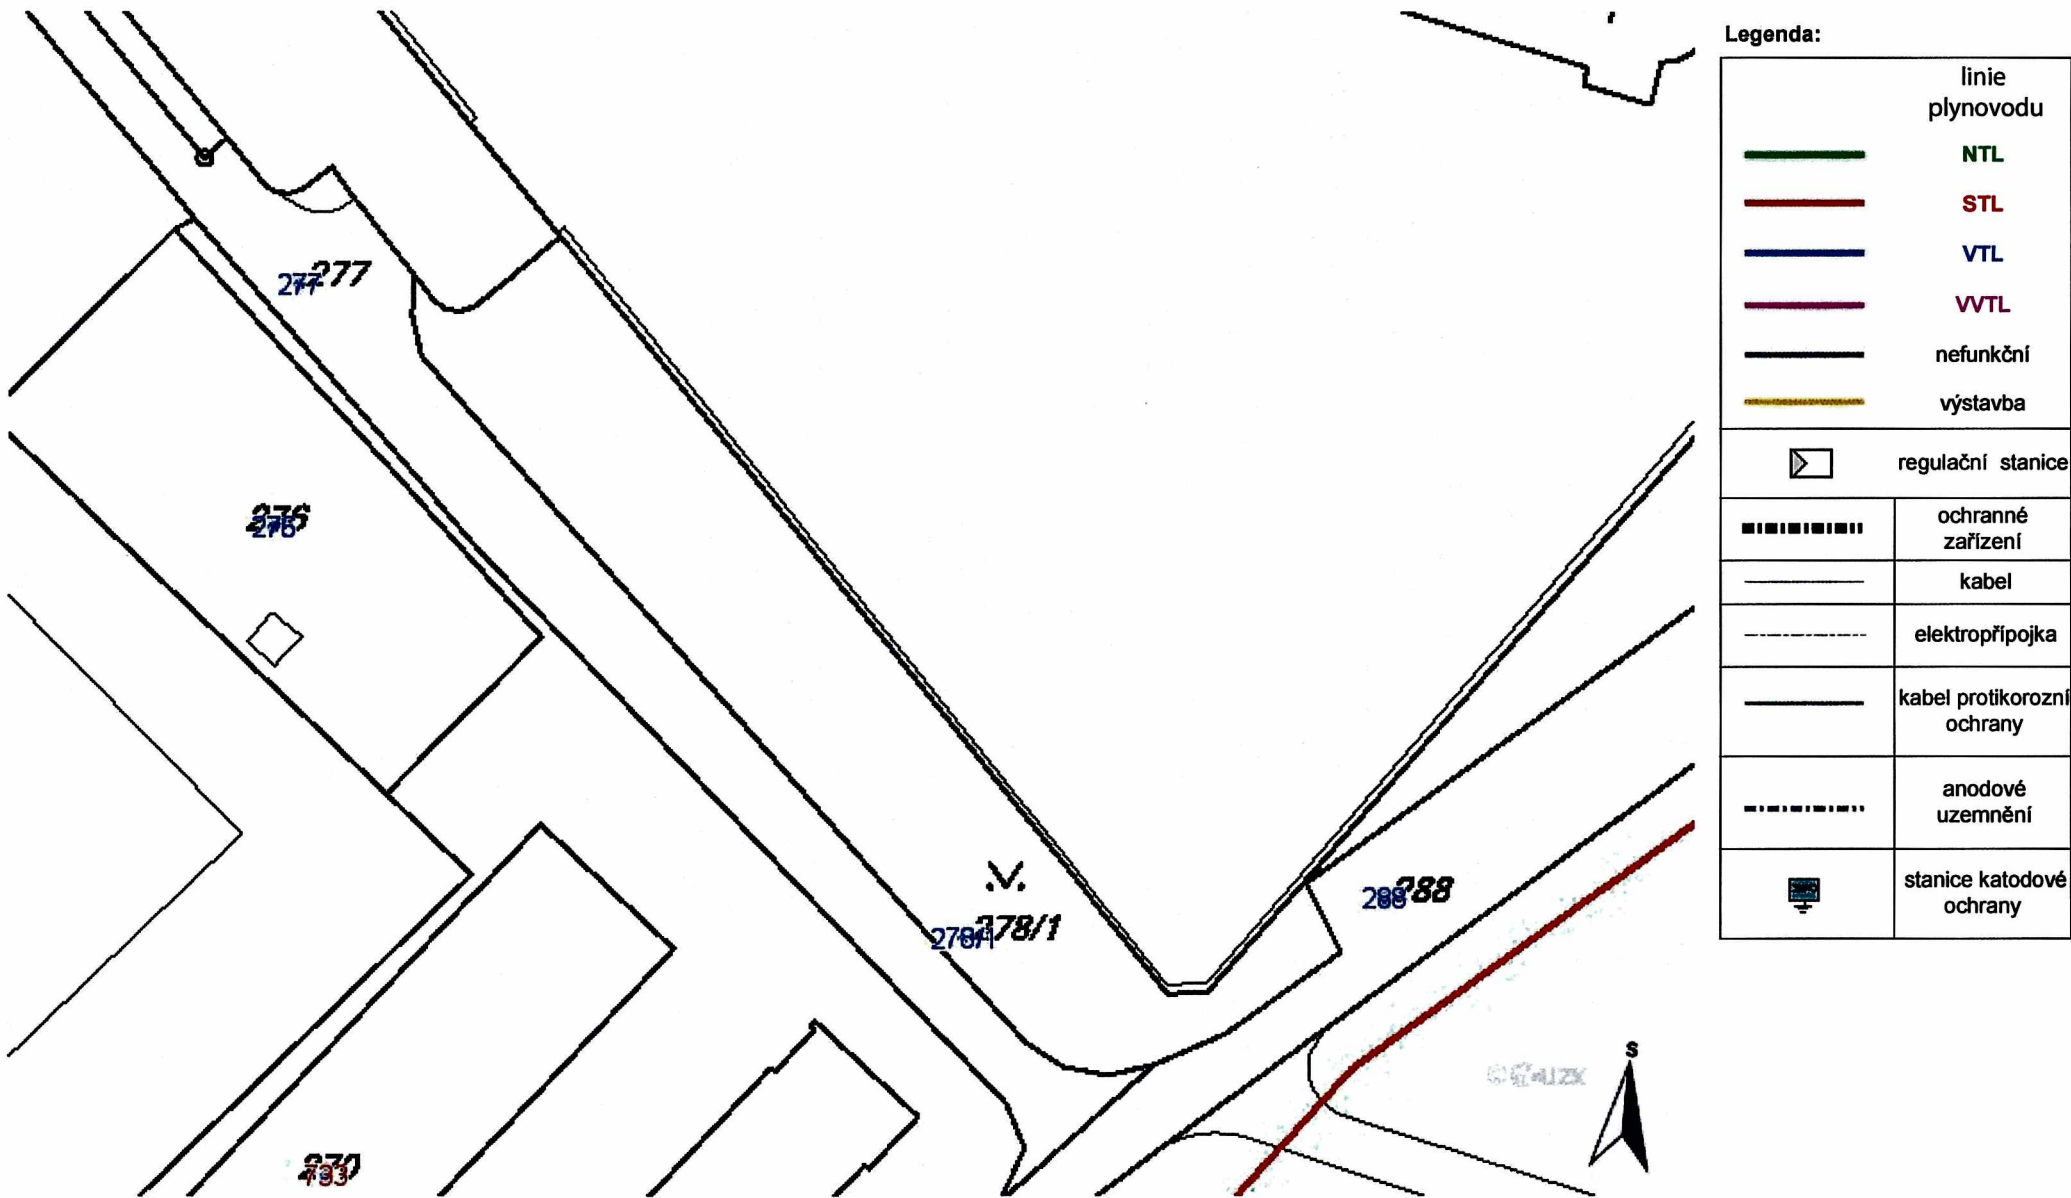 Legenda:
linie
plynovodu
NTL
STL
VTL
VVTL
nefunkční
výstavba
regulační stanice
ochranné
zařízení
kabel
elektropřípojka
kabel protikorozní
ochrany
anodové
uzemnění
stanice katodové
ochrany
277 277
276
276
278/1 278/1
288 288
S